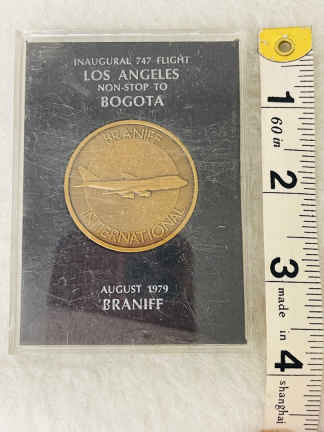 INAUGURAL 747 FLIGHT
LOS ANGELES
NON-STOP TO
BOGOTA
BRANIFF
INTERNATIONAL
AUGUST 1979
BRANIFF
1
60 in
2
3
made in
4
shanghai